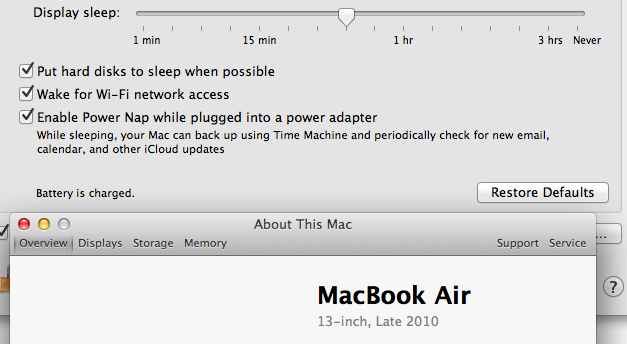 Display sleep:
1 min 15 min 1 hr 3 hrs Never
Put hard disks to sleep when possible
Wake for Wi-Fi network access
Enable Power Nap while plugged into a power adapter
While sleeping, your Mac can back up using Time Machine and periodically check for new email,
calendar, and other iCloud updates
Battery is charged.
Restore Defaults
About This Mac
...
Overview Displays Storage Memory Support Service
?
MacBook Air
13-inch, Late 2010